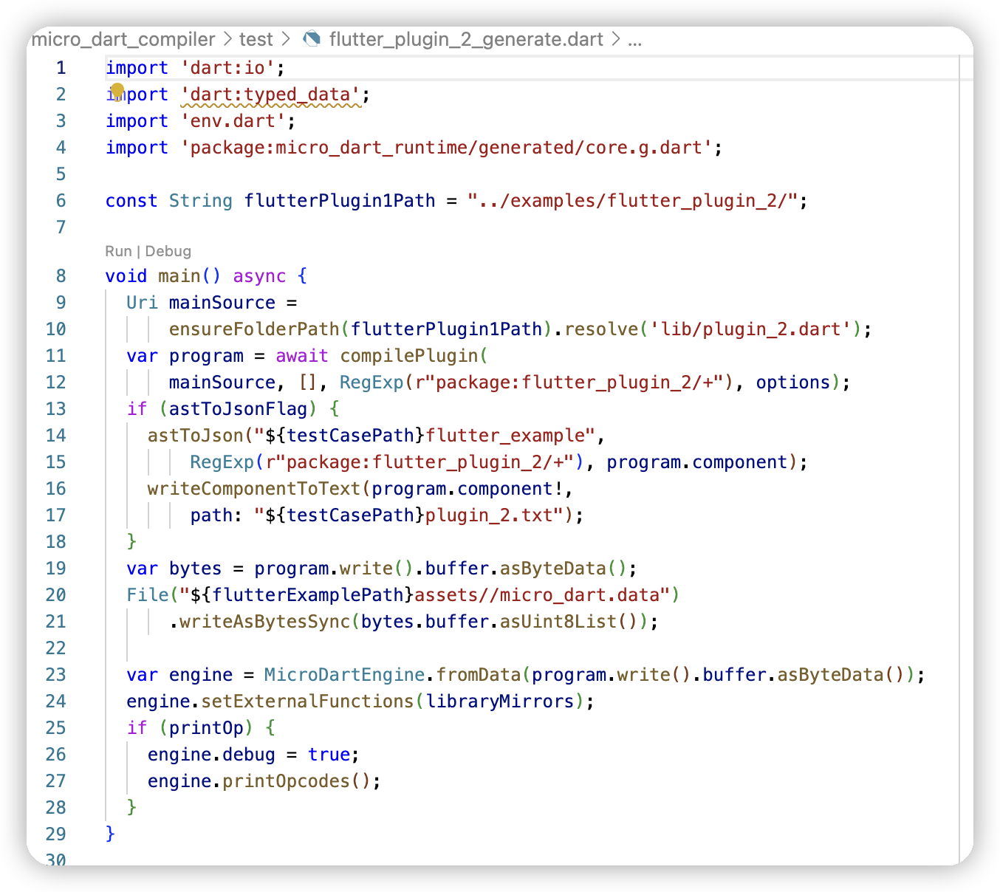 micro_dart_compiler > test > flutter_plugin_2_generate.dart > ...
1 import 'dart:io';
2 import 'dart:typed_data';
3 import 'env.dart';
4 import 'package:micro_dart_runtime/generated/core.g.dart';
5
6 const String flutterPlugin1Path = "../examples/flutter_plugin_2/";
7
Run | Debug
8 void main() async {
9   Uri mainSource =
10       ensureFolderPath(flutterPlugin1Path).resolve('lib/plugin_2.dart');
11   var program = await compilePlugin(
12       mainSource, [], RegExp(r"package:flutter_plugin_2/+"), options);
13   if (astToJsonFlag) {
14     astToJson("${testCasePath}flutter_example",
15         RegExp(r"package:flutter_plugin_2/+"), program.component);
16     writeComponentToText(program.component!,
17         path: "${testCasePath}plugin_2.txt");
18   }
19   var bytes = program.write().buffer.asByteData();
20   File("${flutterExamplePath}assets//micro_dart.data")
21       .writeAsBytesSync(bytes.buffer.asUint8List());
22
23   var engine = MicroDartEngine.fromData(program.write().buffer.asByteData());
24   engine.setExternalFunctions(libraryMirrors);
25   if (printOp) {
26     engine.debug = true;
27     engine.printOpcodes();
28   }
29 }
30